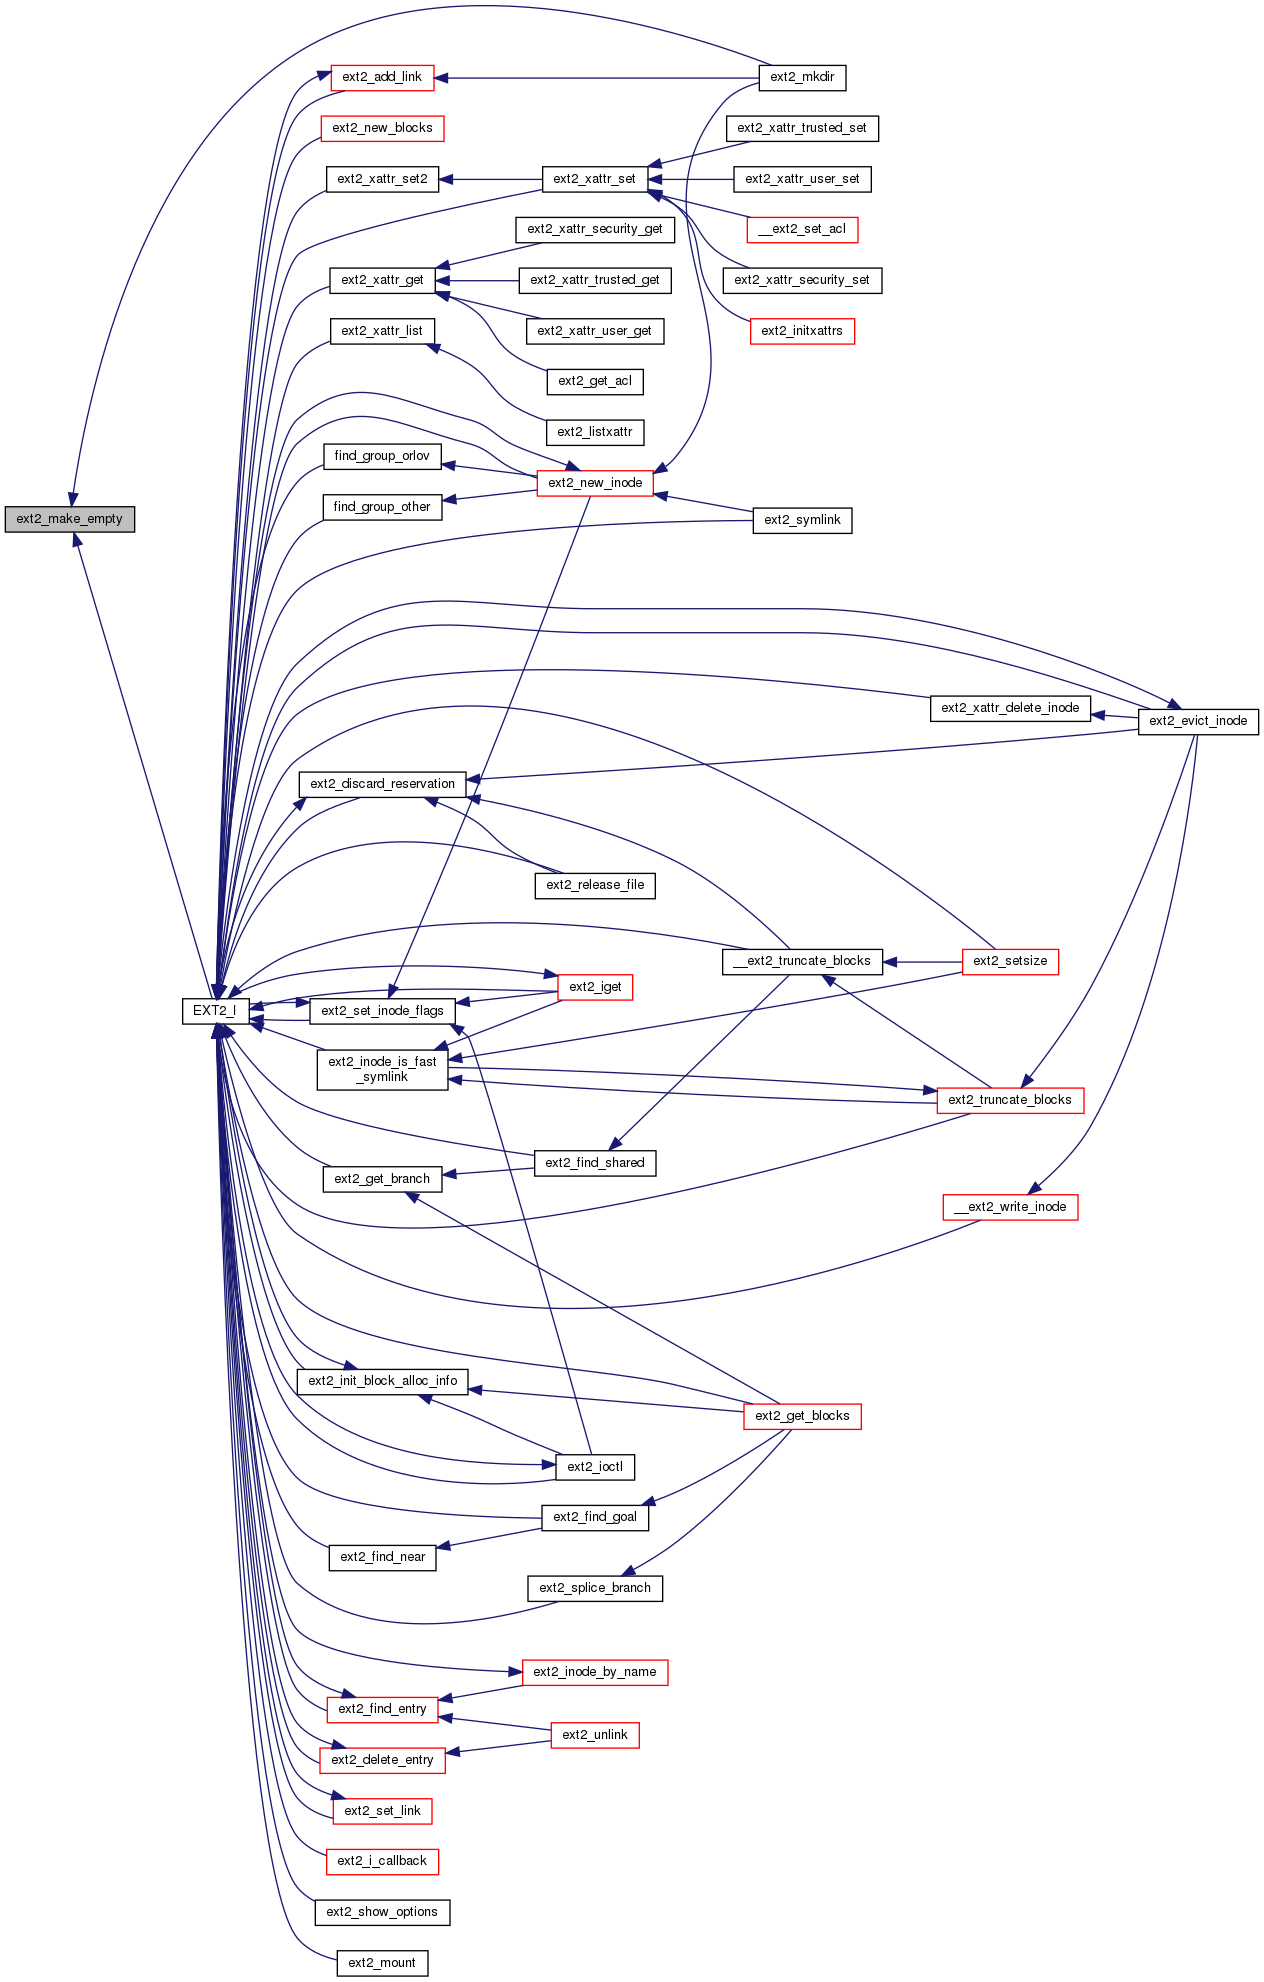 ext2_add_link
ext2_mkdir
ext2_new_blocks
ext2_xattr_trusted_set
ext2_xattr_set2
ext2_xattr_set
ext2_xattr_user_set
ext2_xattr_security_get
__ext2_set_acl
ext2_xattr_get
ext2_xattr_trusted_get
ext2_xattr_security_set
ext2_xattr_list
ext2_xattr_user_get
ext2_initxattrs
ext2_get_acl
ext2_listxattr
find_group_orlov
ext2_new_inode
find_group_other
ext2_make_empty
ext2_symlink
ext2_xattr_delete_inode
ext2_evict_inode
ext2_discard_reservation
ext2_release_file
__ext2_truncate_blocks
ext2_setsize
ext2_iget
EXT2_I
ext2_set_inode_flags
ext2_inode_is_fast
_symlink
ext2_truncate_blocks
ext2_find_shared
ext2_get_branch
__ext2_write_inode
ext2_init_block_alloc_info
ext2_get_blocks
ext2_ioctl
ext2_find_goal
ext2_find_near
ext2_splice_branch
ext2_inode_by_name
ext2_find_entry
ext2_unlink
ext2_delete_entry
ext2_set_link
ext2_i_callback
ext2_show_options
ext2_mount